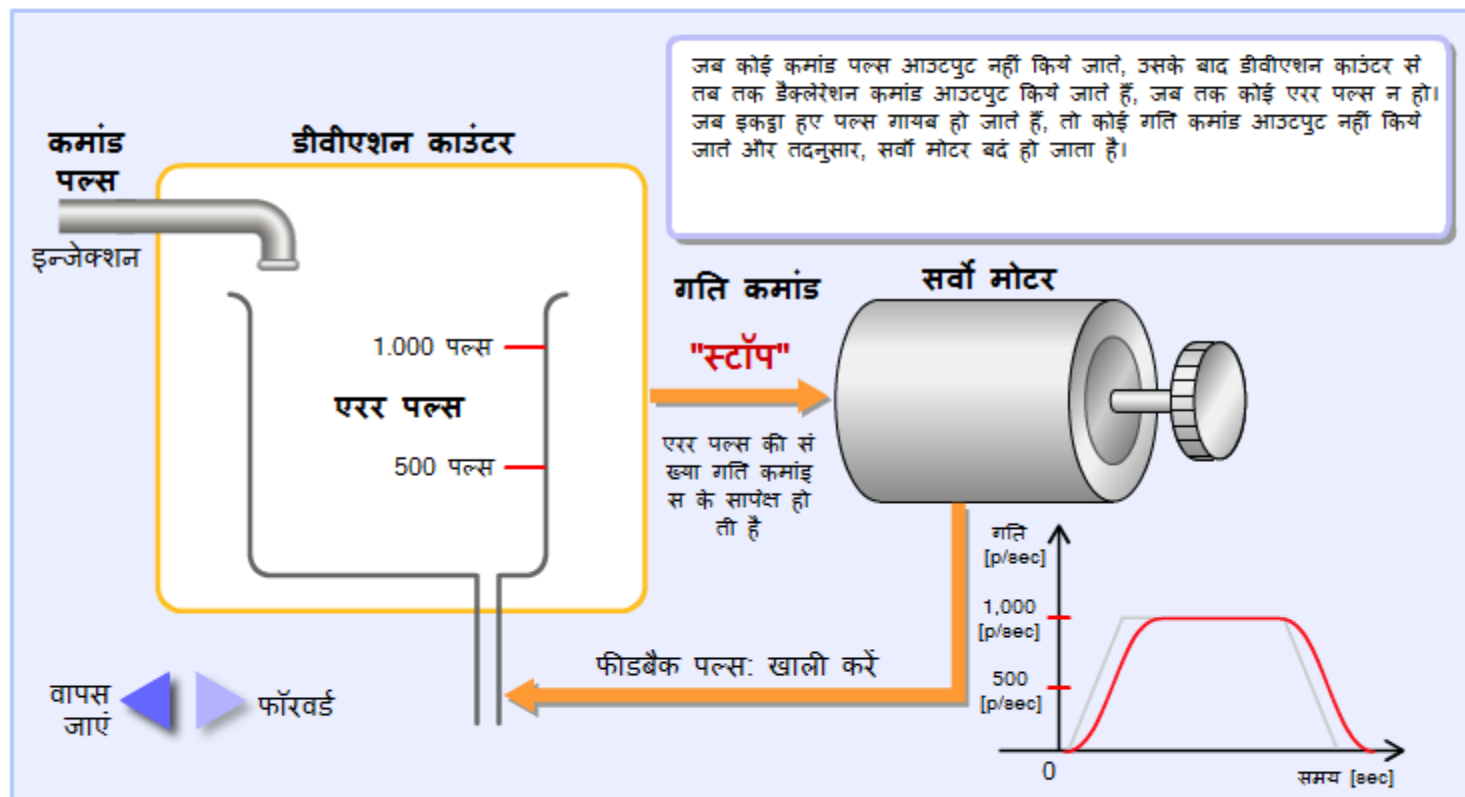 जब कोई कमांड पल्स आउटपुट नहीं किये जाते, उसके बाद डीवीएशन काउंटर से
तब तक डैक्लेरेशन कमांड आउटपुट किये जाते हैं, जब तक कोई एरर पल्स न हो।
जब इकट्ठा हुए पल्स गायब हो जाते हैं, तो कोई गति कमांड आउटपुट नहीं किये
जाते और तदनुसार, सर्वो मोटर बदं हो जाता है।
कमांड
पल्स
इन्जेक्शन
डीवीएशन काउंटर
1.000 पल्स
एरर पल्स
500 पल्स
गति कमांड
"स्टॉप"
एरर पल्स की सं
ख्या गति कमांड्
स के सापेक्ष हो
ती है
सर्वो मोटर
फीडबैक पल्स: खाली करें
वापस
जाएं
फॉरवर्ड
गति
[p/sec]
1,000
[p/sec]
500
[p/sec]
0
समय [sec]